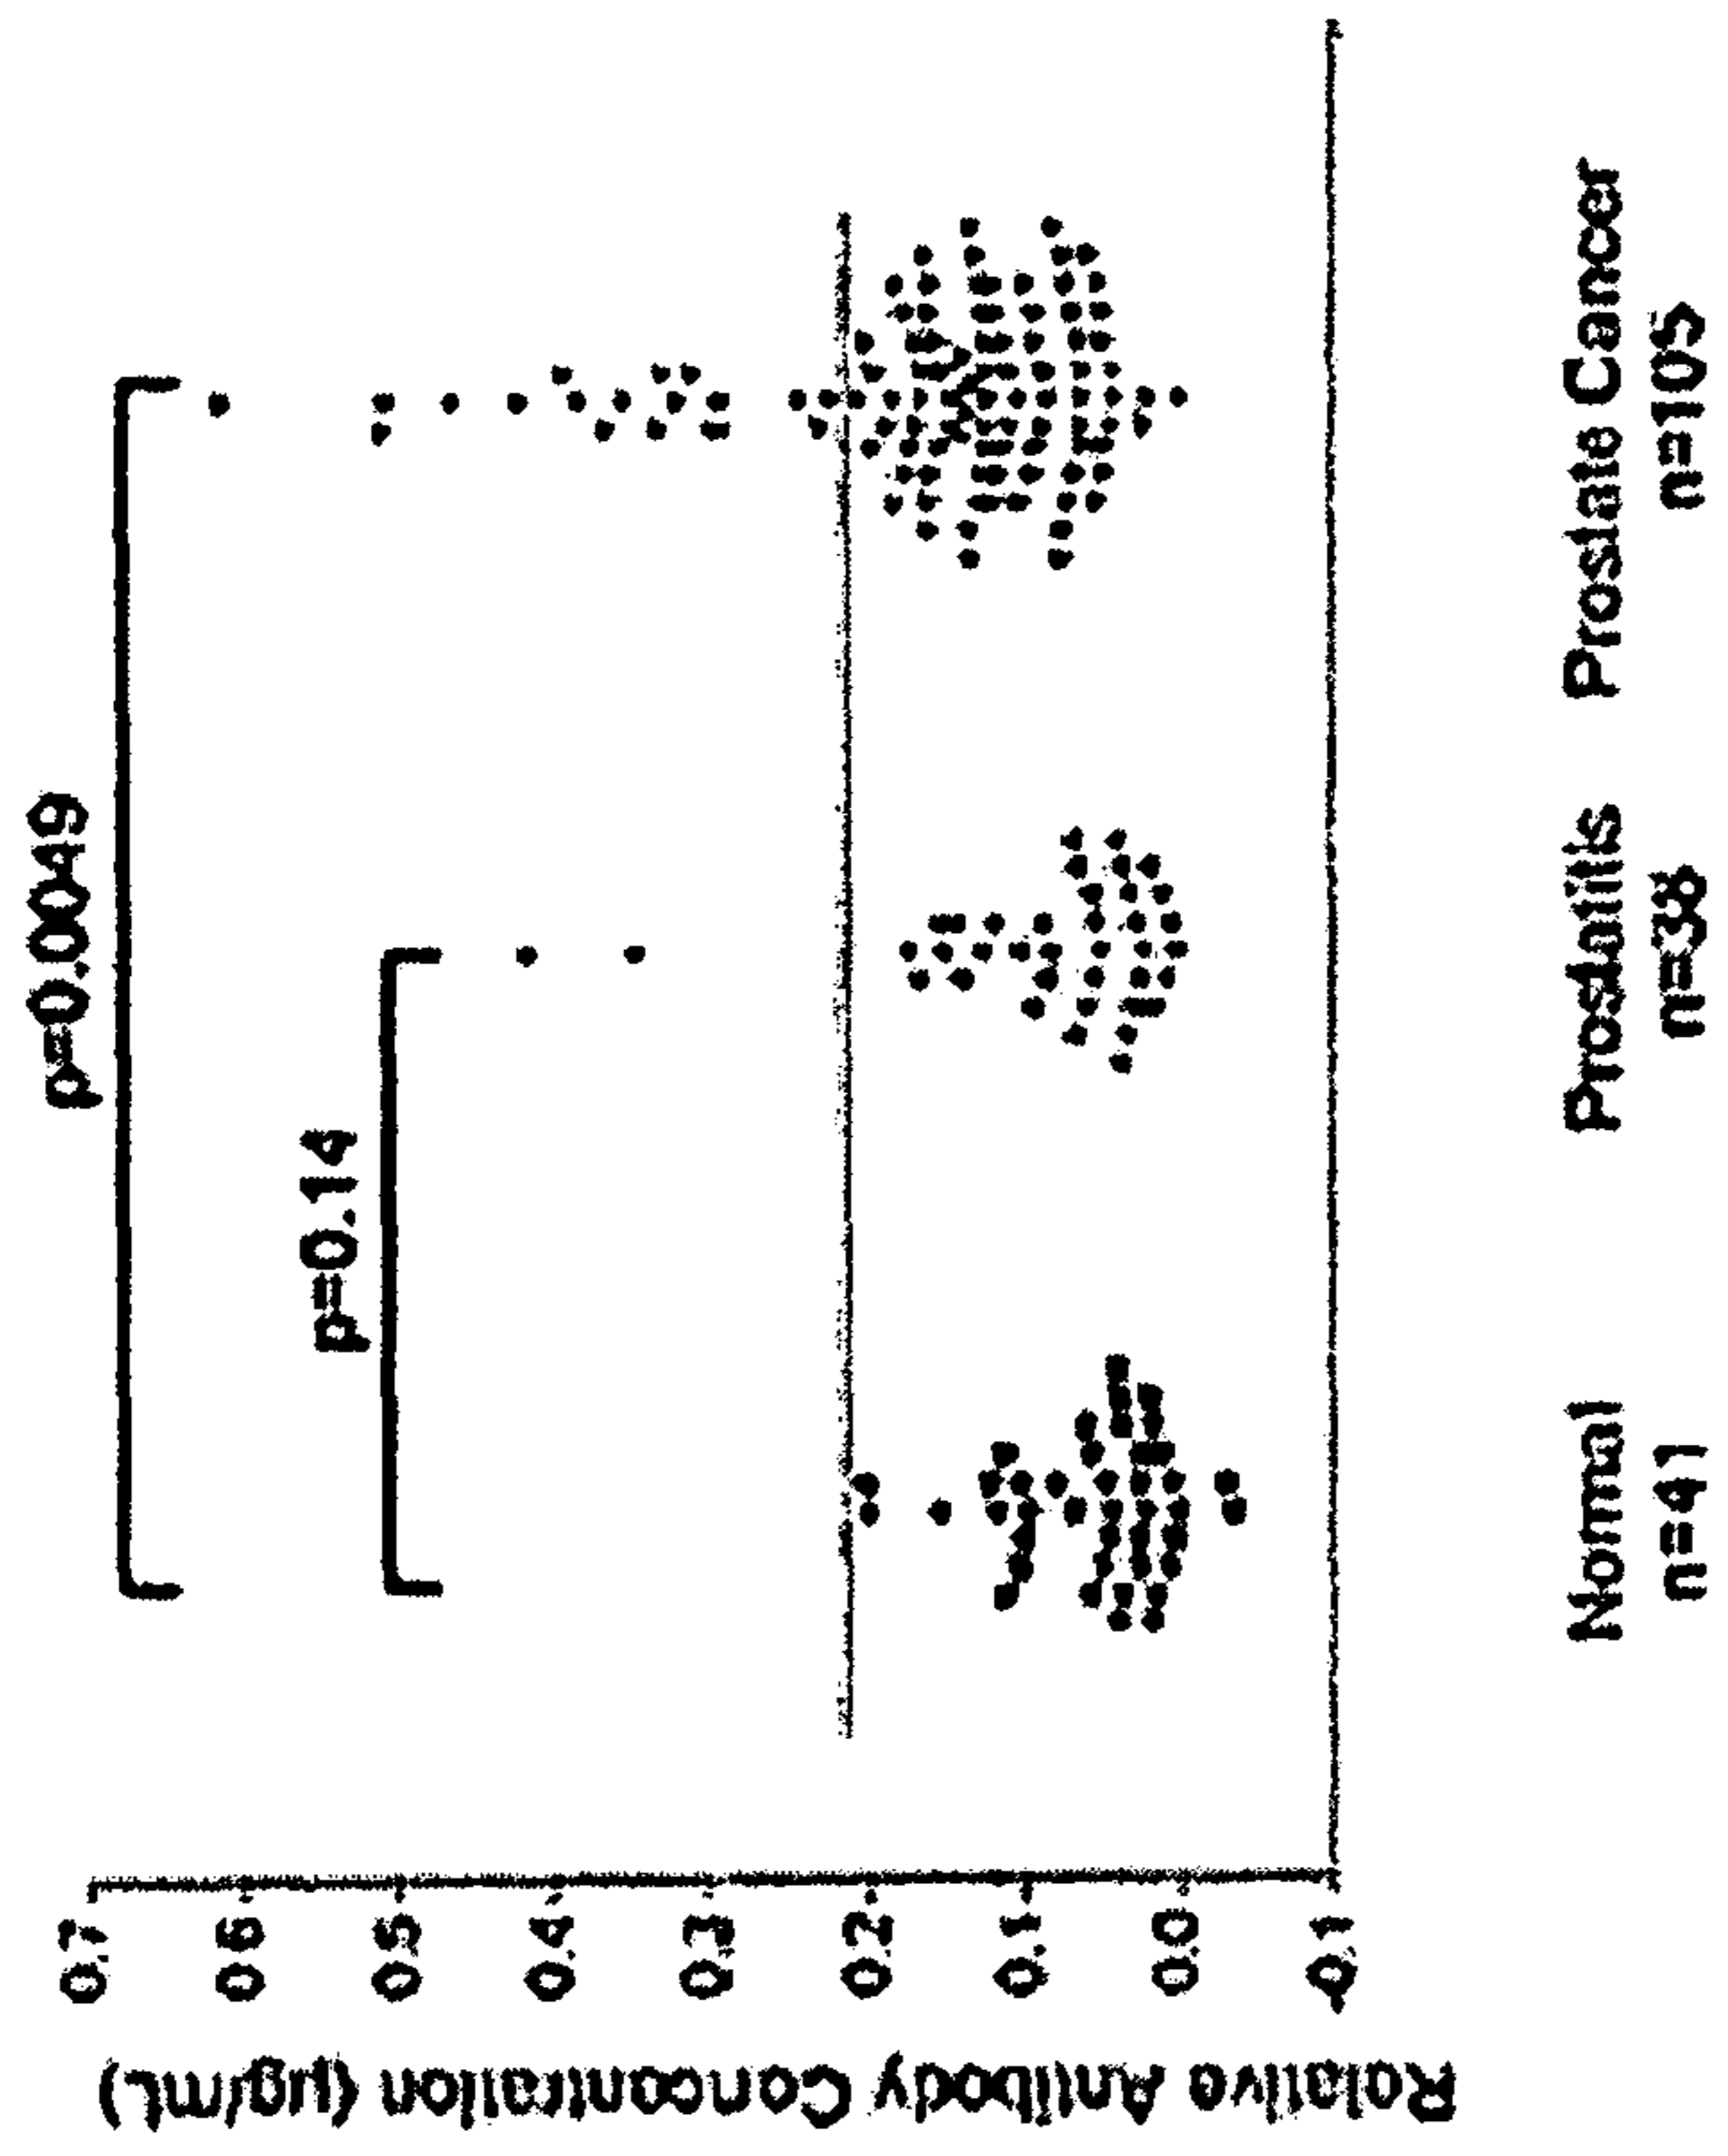 p=0.0049
p=0.14
Relative Antibody Concentration (µg/mL)
0.7
0.6
0.5
0.4
0.3
0.2
0.1
0.0
-0.1
Normal
n=41
Prostatitis
n=38
Prostate Cancer
n=105